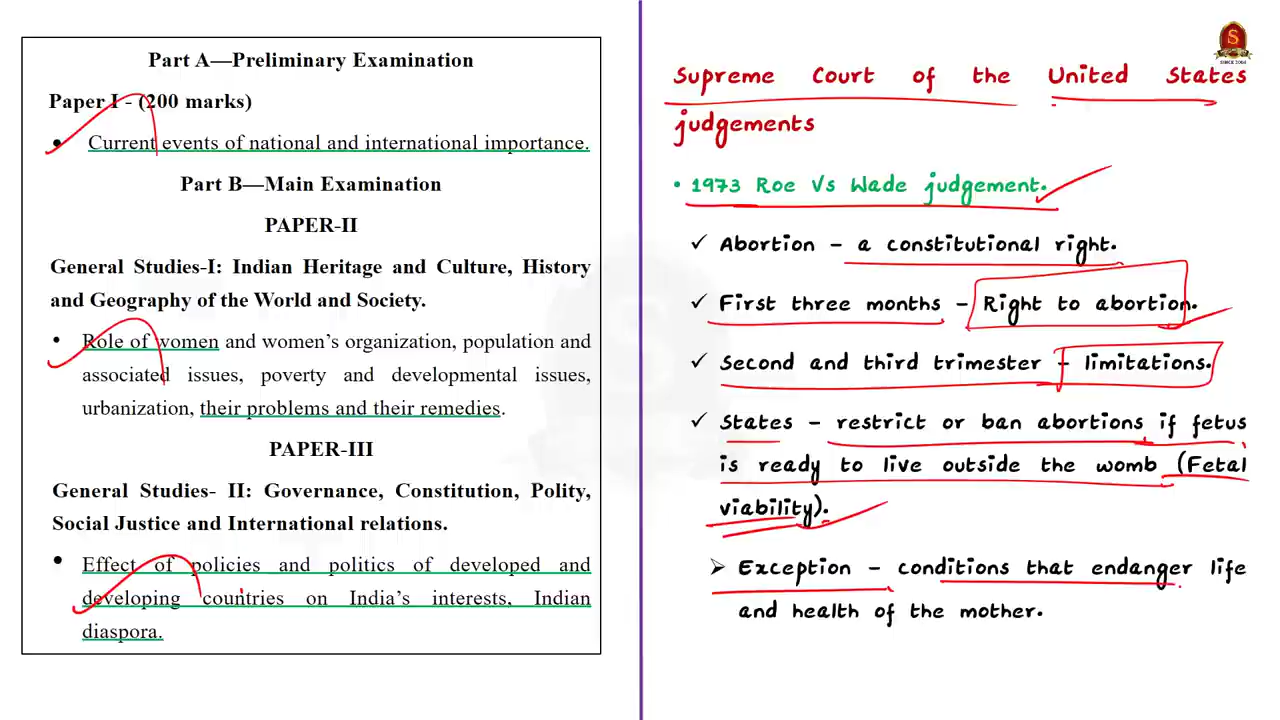 Part A—Preliminary Examination
Paper I - (200 marks)
• Current events of national and international importance.
Part B—Main Examination
PAPER-II
General Studies-I: Indian Heritage and Culture, History
and Geography of the World and Society.
• Role of women and women’s organization, population and
associated issues, poverty and developmental issues,
urbanization, their problems and their remedies.
PAPER-III
General Studies- II: Governance, Constitution, Polity,
Social Justice and International relations.
• Effect of policies and politics of developed and
developing countries on India’s interests, Indian
diaspora.
S
SINCE 2004
Supreme Court of the United States
judgements
• 1973 Roe Vs Wade judgement.
✓ Abortion – a constitutional right.
✓ First three months – Right to abortion.
✓ Second and third trimester – limitations.
✓ States – restrict or ban abortions if fetus
is ready to live outside the womb (Fetal
viability).
➢ Exception – conditions that endanger life
and health of the mother.